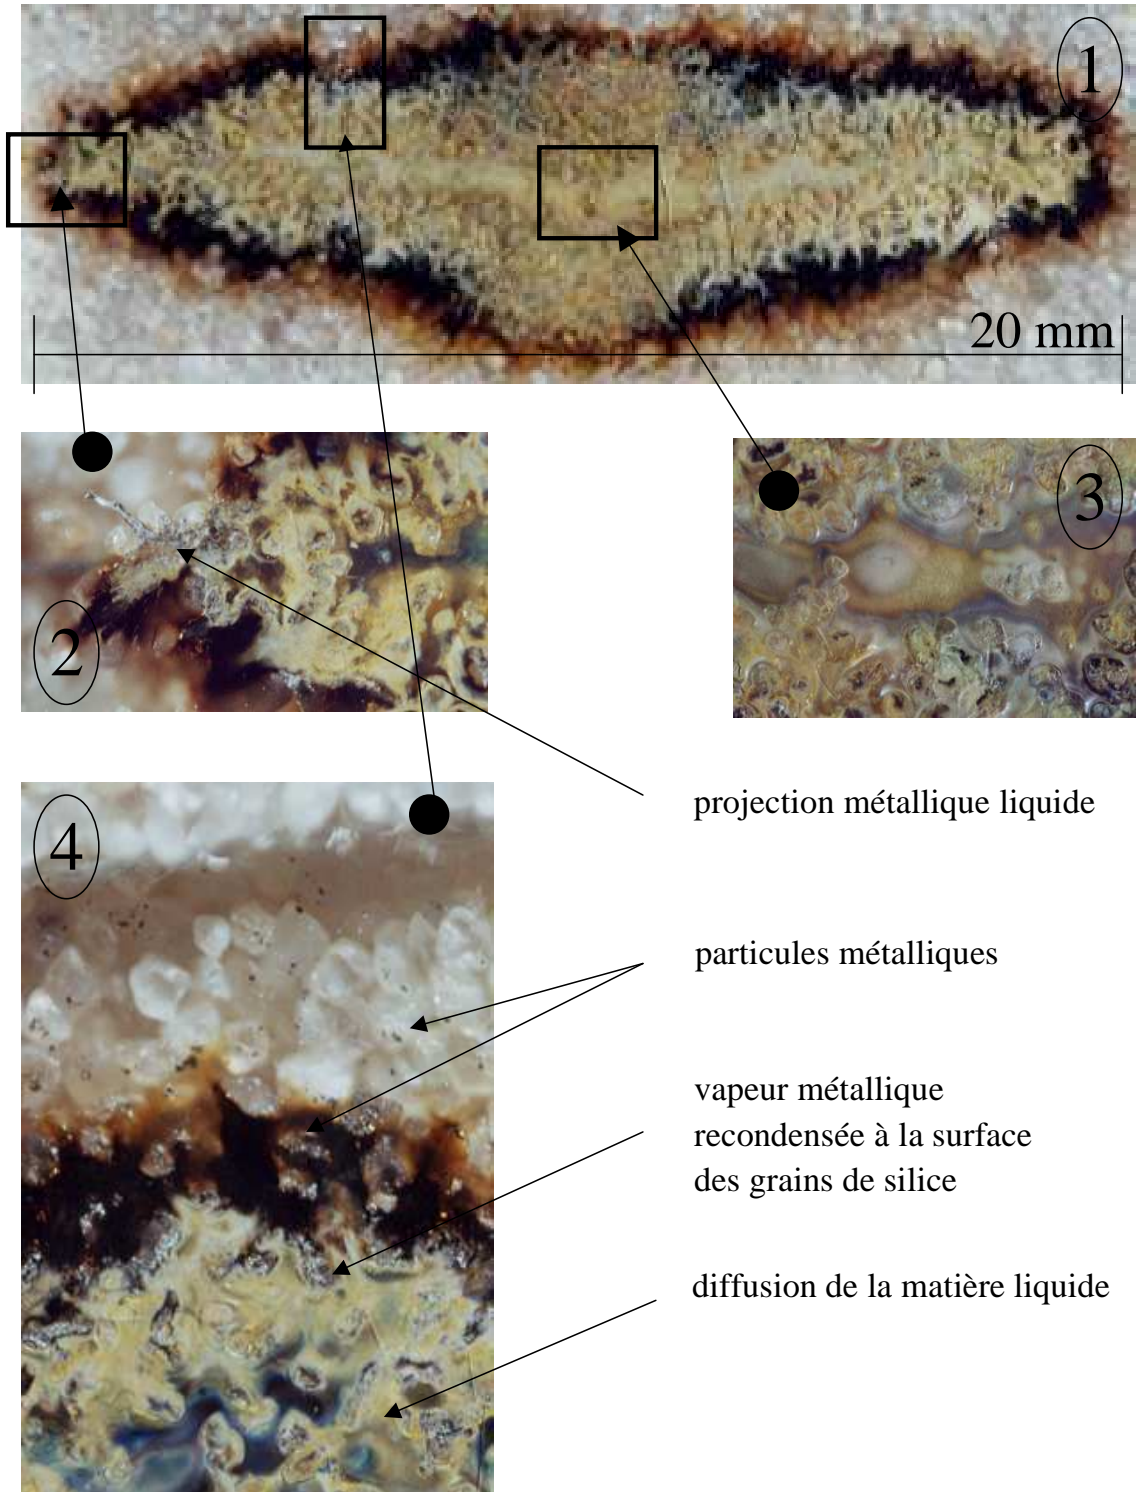 1
20 mm
2
3
projection métallique liquide
4
particules métalliques
vapeur métallique
recondensée à la surface
des grains de silice
diffusion de la matière liquide